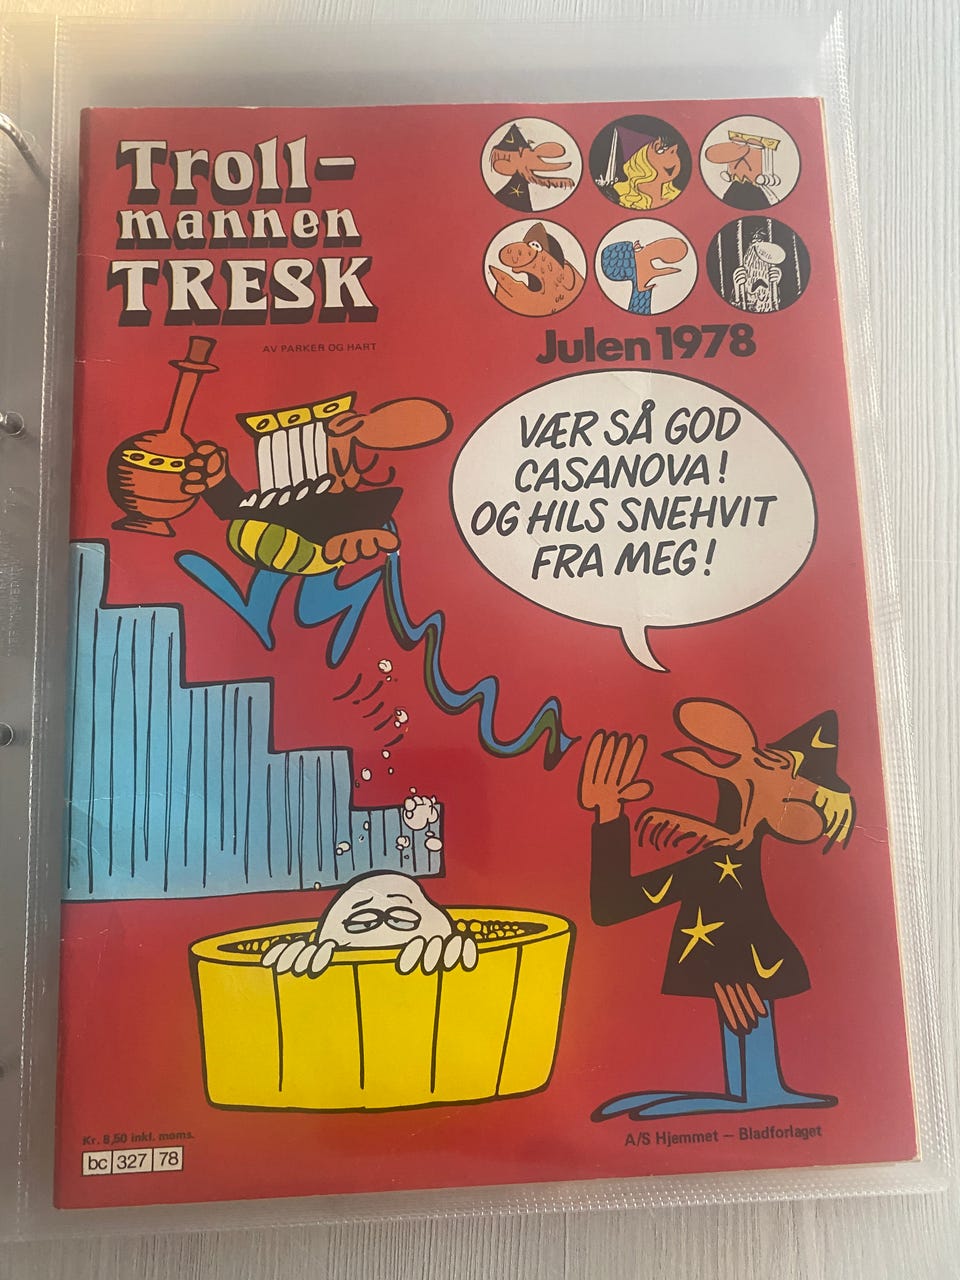 Troll-
mannen
TRESK
AV PARKER OG HART
Julen 1978
VÆR SÅ GOD
CASANOVA!
OG HILS SNEHVIT
FRA MEG!
Kr. 8,50 inkl. moms.
bc 327 78
A/S Hjemmet – Bladforlaget